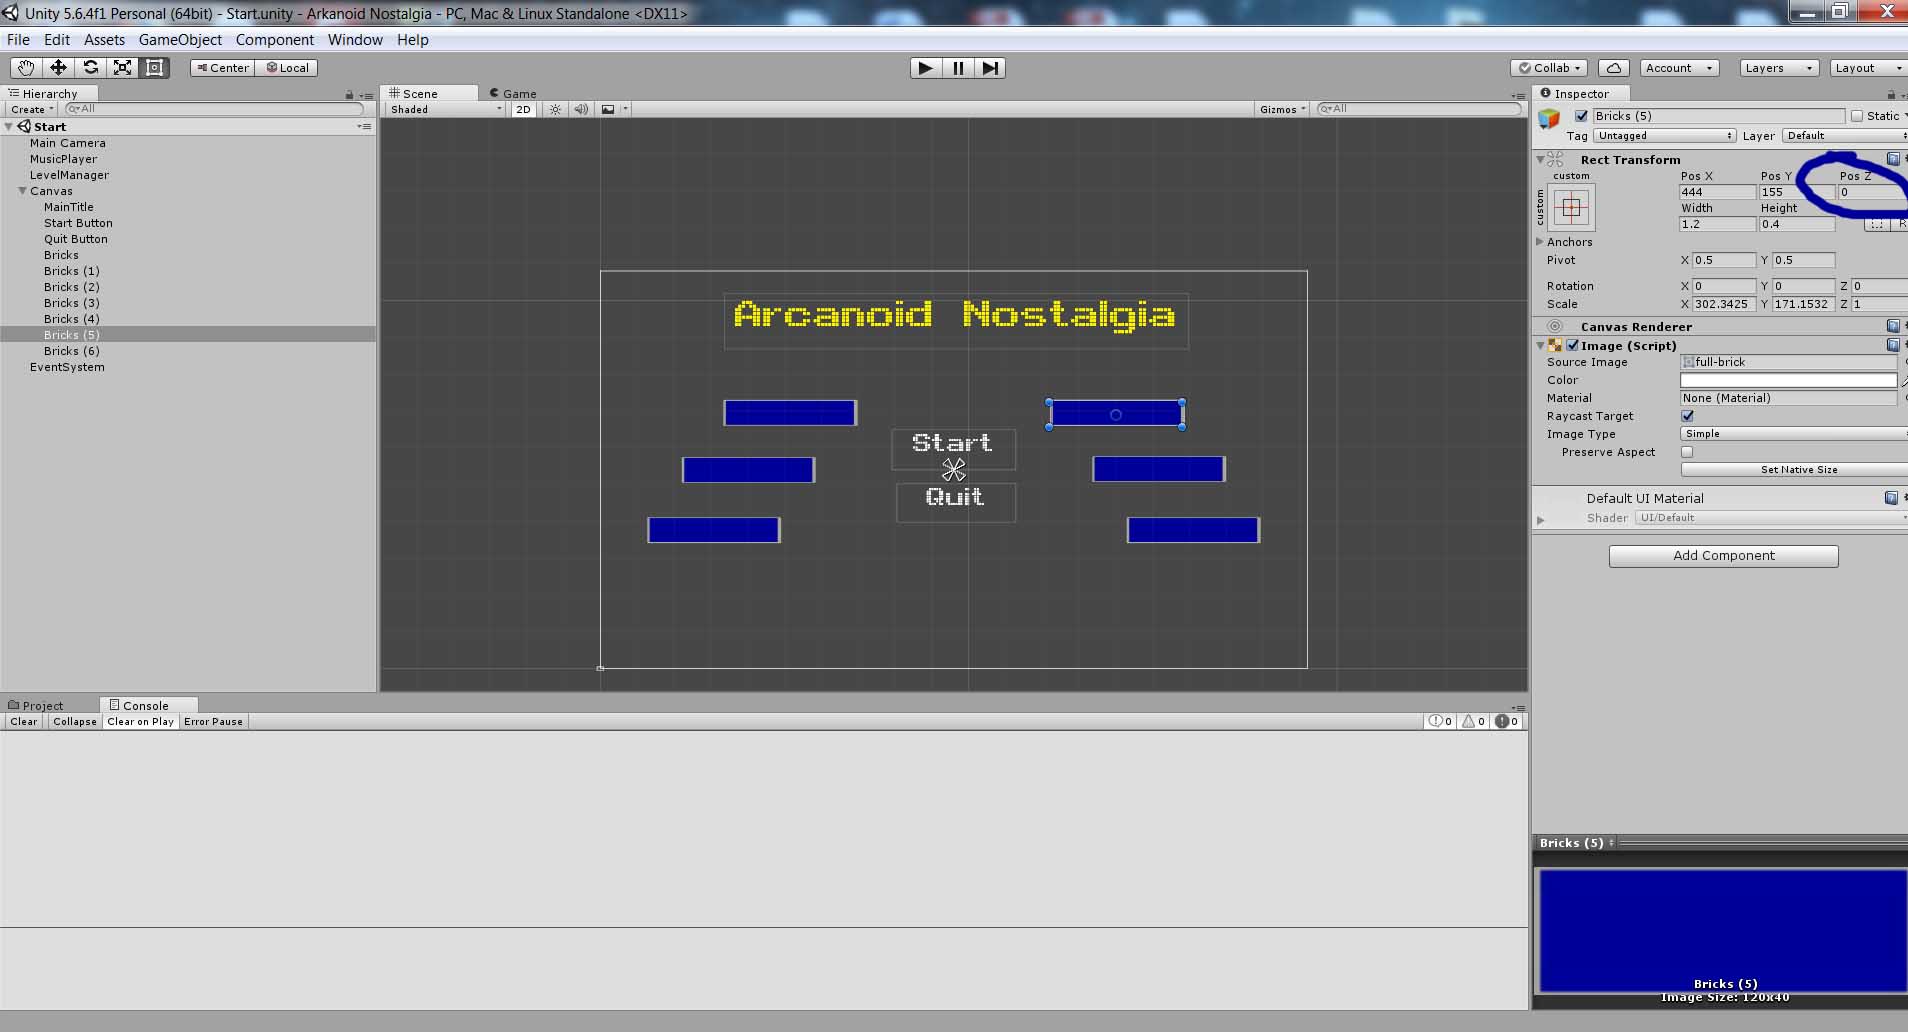 Unity 5.6.4f1 Personal (64bit) - Start.unity - Arkanoid Nostalgia - PC, Mac & Linux Standalone <DX11>
File Edit Assets GameObject Component Window Help
Center Local Collab Account Layers Layout
Hierarchy
Create All
Start
Main Camera
MusicPlayer
LevelManager
Canvas
MainTitle
Start Button
Quit Button
Bricks
Bricks (1)
Bricks (2)
Bricks (3)
Bricks (4)
Bricks (5)
Bricks (6)
EventSystem
Scene Game
Shaded 2D Gizmos All
Arcanoid Nostalgia
Start
Quit
Inspector
Bricks (5) Static
Tag Untagged Layer Default
Rect Transform
custom Pos X Pos Y Pos Z
custom
444 155 0
Width Height
1.2 0.4 R
Anchors
Pivot X 0.5 Y 0.5
Rotation X 0 Y 0 Z 0
Scale X 302.3425 Y 171.1532 Z 1
Canvas Renderer
Image (Script)
Source Image full-brick
Color
Material None (Material)
Raycast Target
Image Type Simple
Preserve Aspect
Set Native Size
Default UI Material
Shader UI/Default
Add Component
Project Console
Clear Collapse Clear on Play Error Pause 0 0 0
Bricks (5)
Bricks (5)
Image Size: 120x40